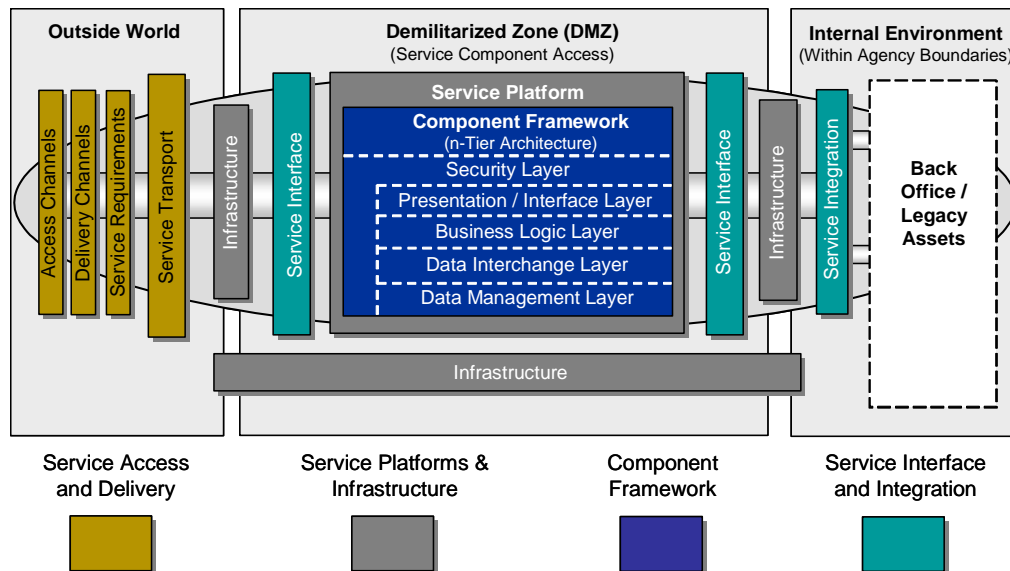 Outside World
Demilitarized Zone (DMZ)
(Service Component Access)
Internal Environment
(Within Agency Boundaries)
Access Channels
Delivery Channels
Service Requirements
Service Transport
Infrastructure
Service Interface
Service Platform
Component Framework
(n-Tier Architecture)
Security Layer
Presentation / Interface Layer
Business Logic Layer
Data Interchange Layer
Data Management Layer
Service Interface
Infrastructure
Service Integration
Back
Office /
Legacy
Assets
Infrastructure
Service Access
and Delivery
Service Platforms &
Infrastructure
Component
Framework
Service Interface
and Integration